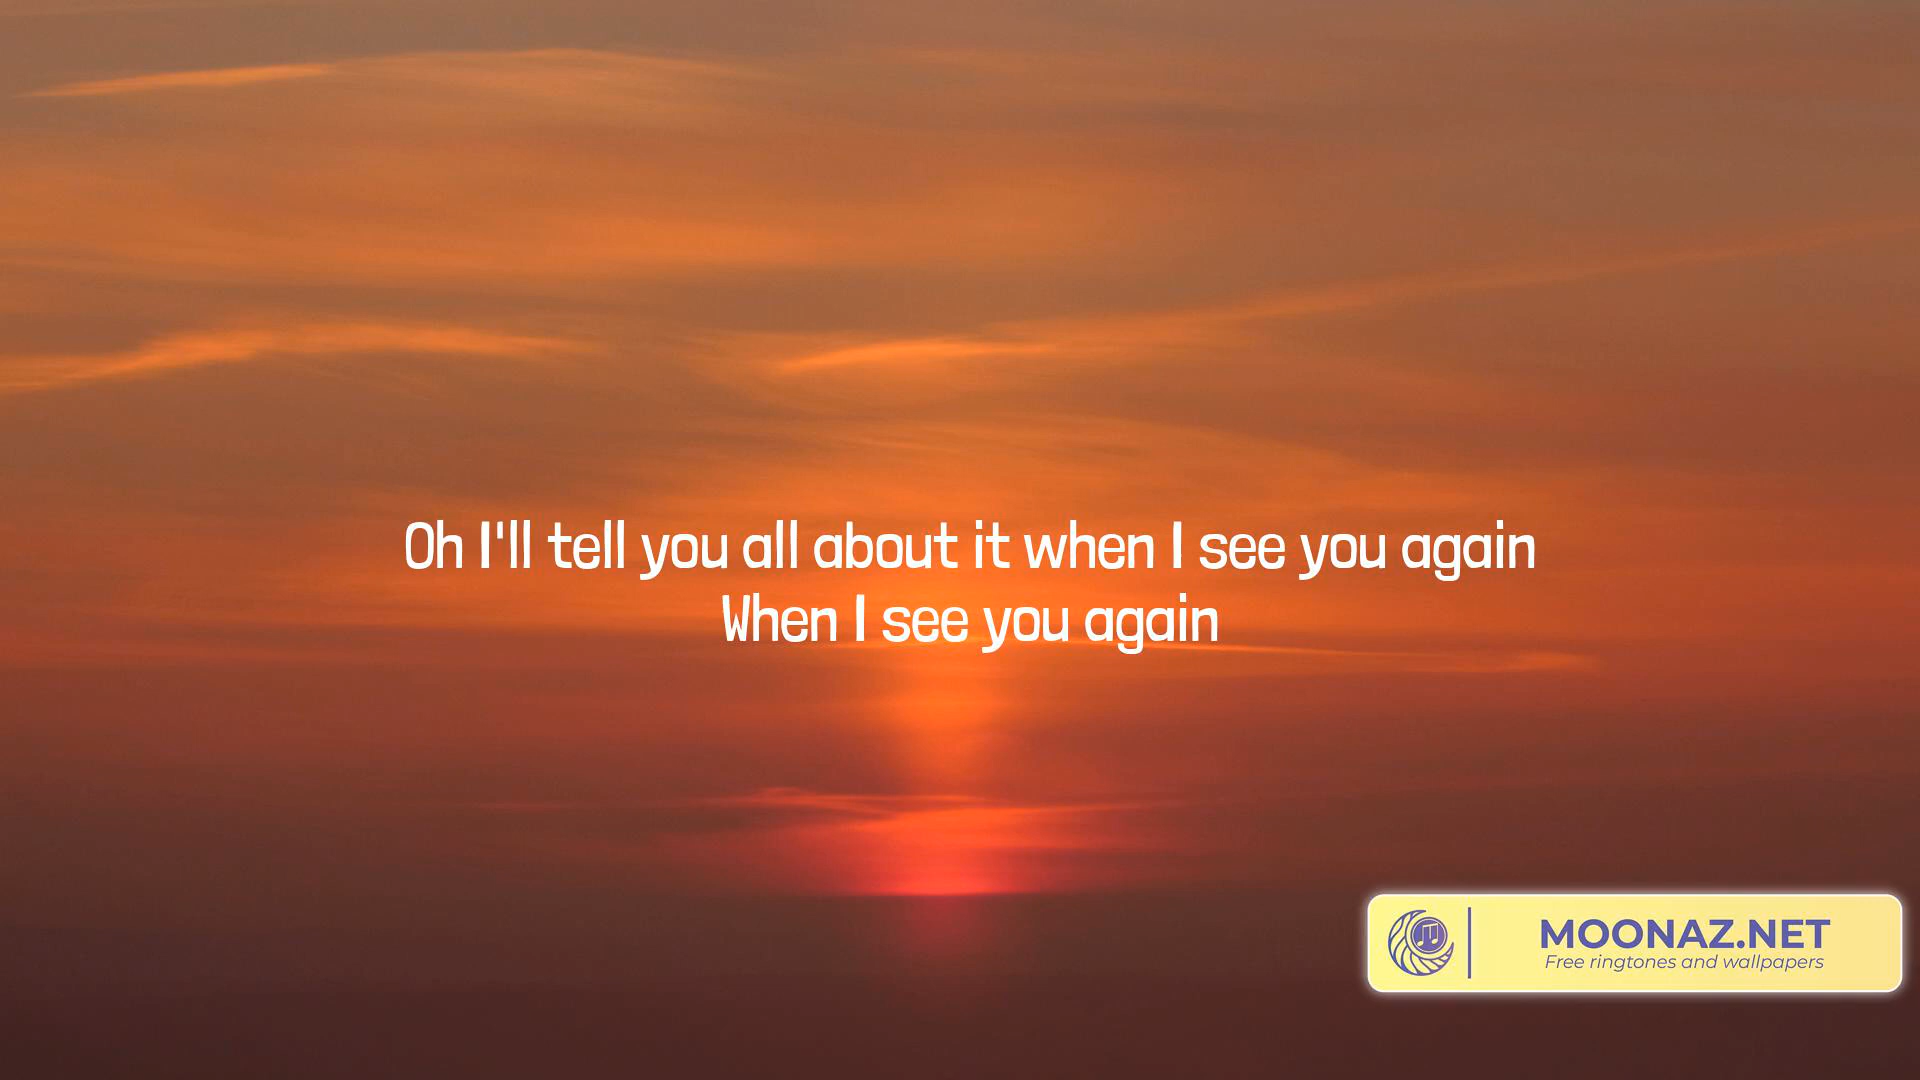 Oh I'll tell you all about it when I see you again
When I see you again
MOONAZ.NET
Free ringtones and wallpapers